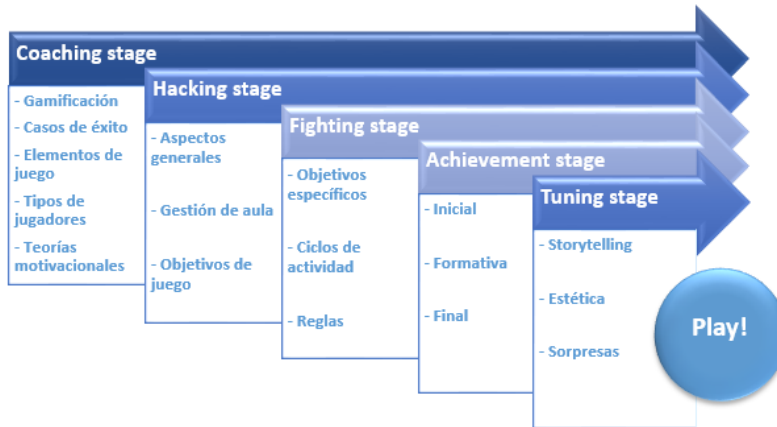 Coaching stage
- Gamificación
- Casos de éxito
- Elementos de
juego
- Tipos de
jugadores
- Teorías
motivacionales
Hacking stage
- Aspectos
generales
- Gestión de aula
- Objetivos de
juego
Fighting stage
- Objetivos
específicos
- Ciclos de
actividad
- Reglas
Achievement stage
- Inicial
- Formativa
- Final
Tuning stage
- Storytelling
- Estética
- Sorpresas
Play!